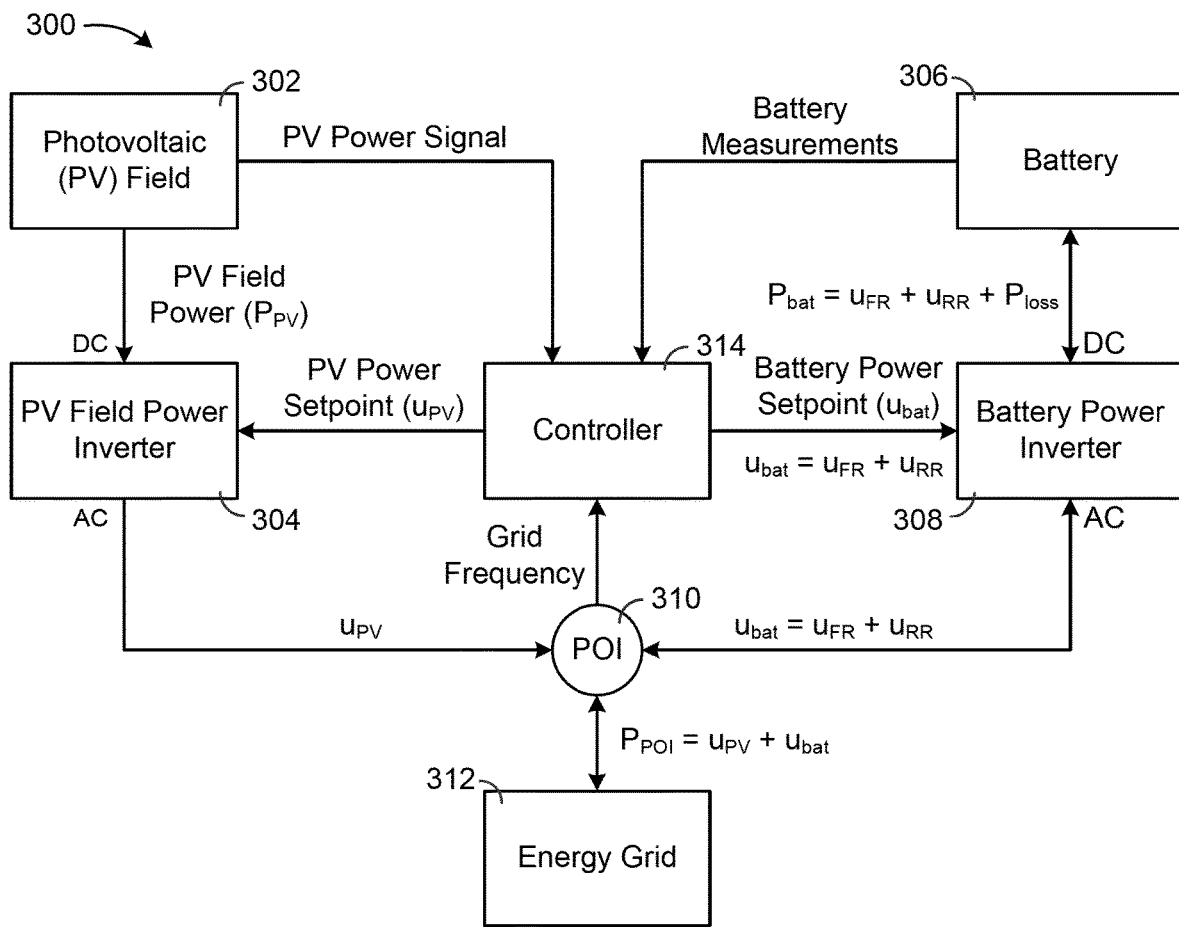 300
302
306
Photovoltaic
(PV) Field
PV Power Signal
Battery
Measurements
Battery
PV Field
Power (P_PV)
P_bat = u_FR + u_RR + P_loss
DC
DC
314
PV Field Power
Inverter
PV Power
Setpoint (u_PV)
Controller
Battery Power
Setpoint (u_bat)
u_bat = u_FR + u_RR
Battery Power
Inverter
AC
304
308
AC
Grid
Frequency
310
u_PV
POI
u_bat = u_FR + u_RR
P_POI = u_PV + u_bat
312
Energy Grid